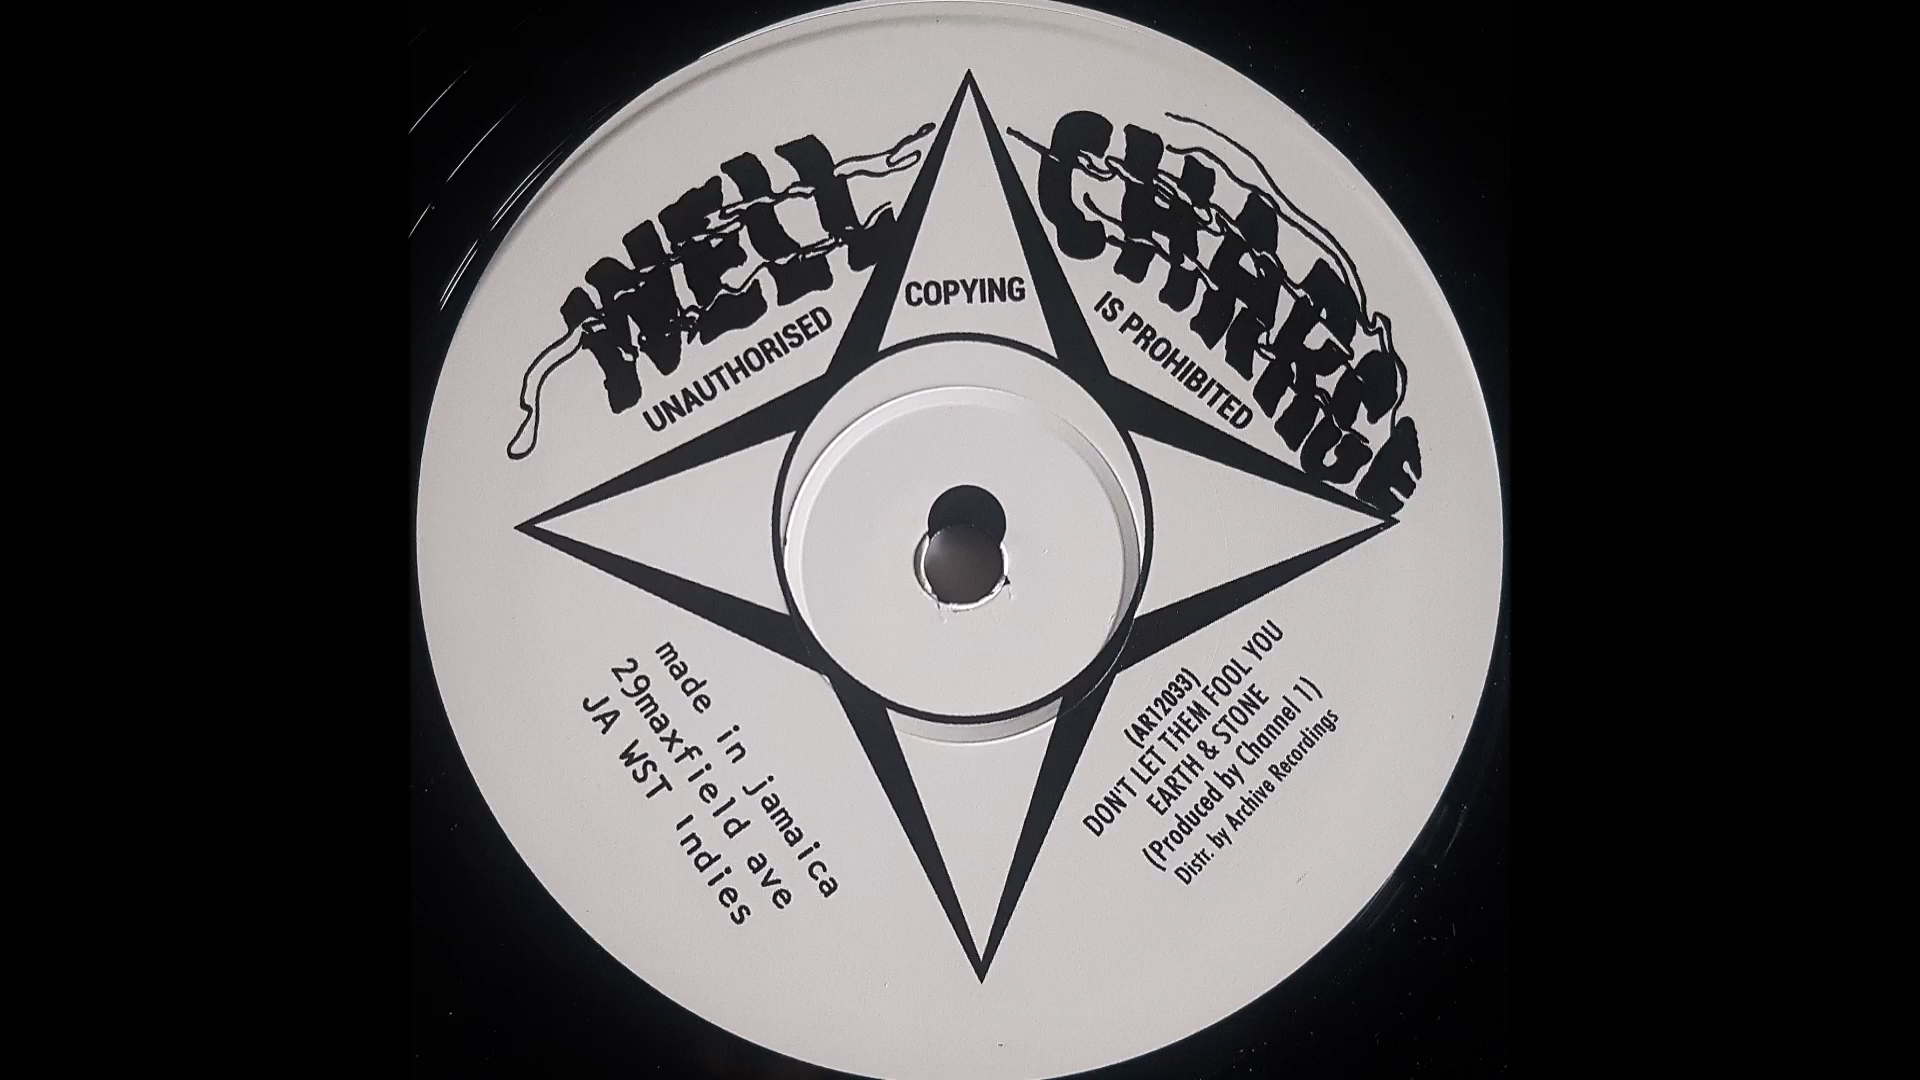 WELL CHARGE
UNAUTHORISED COPYING IS PROHIBITED
made in jamaica
29maxfield ave
JA WST Indies
(AR12033)
DON'T LET THEM FOOL YOU
EARTH & STONE
(Produced by Channel 1)
Distr. by Archive Recordings